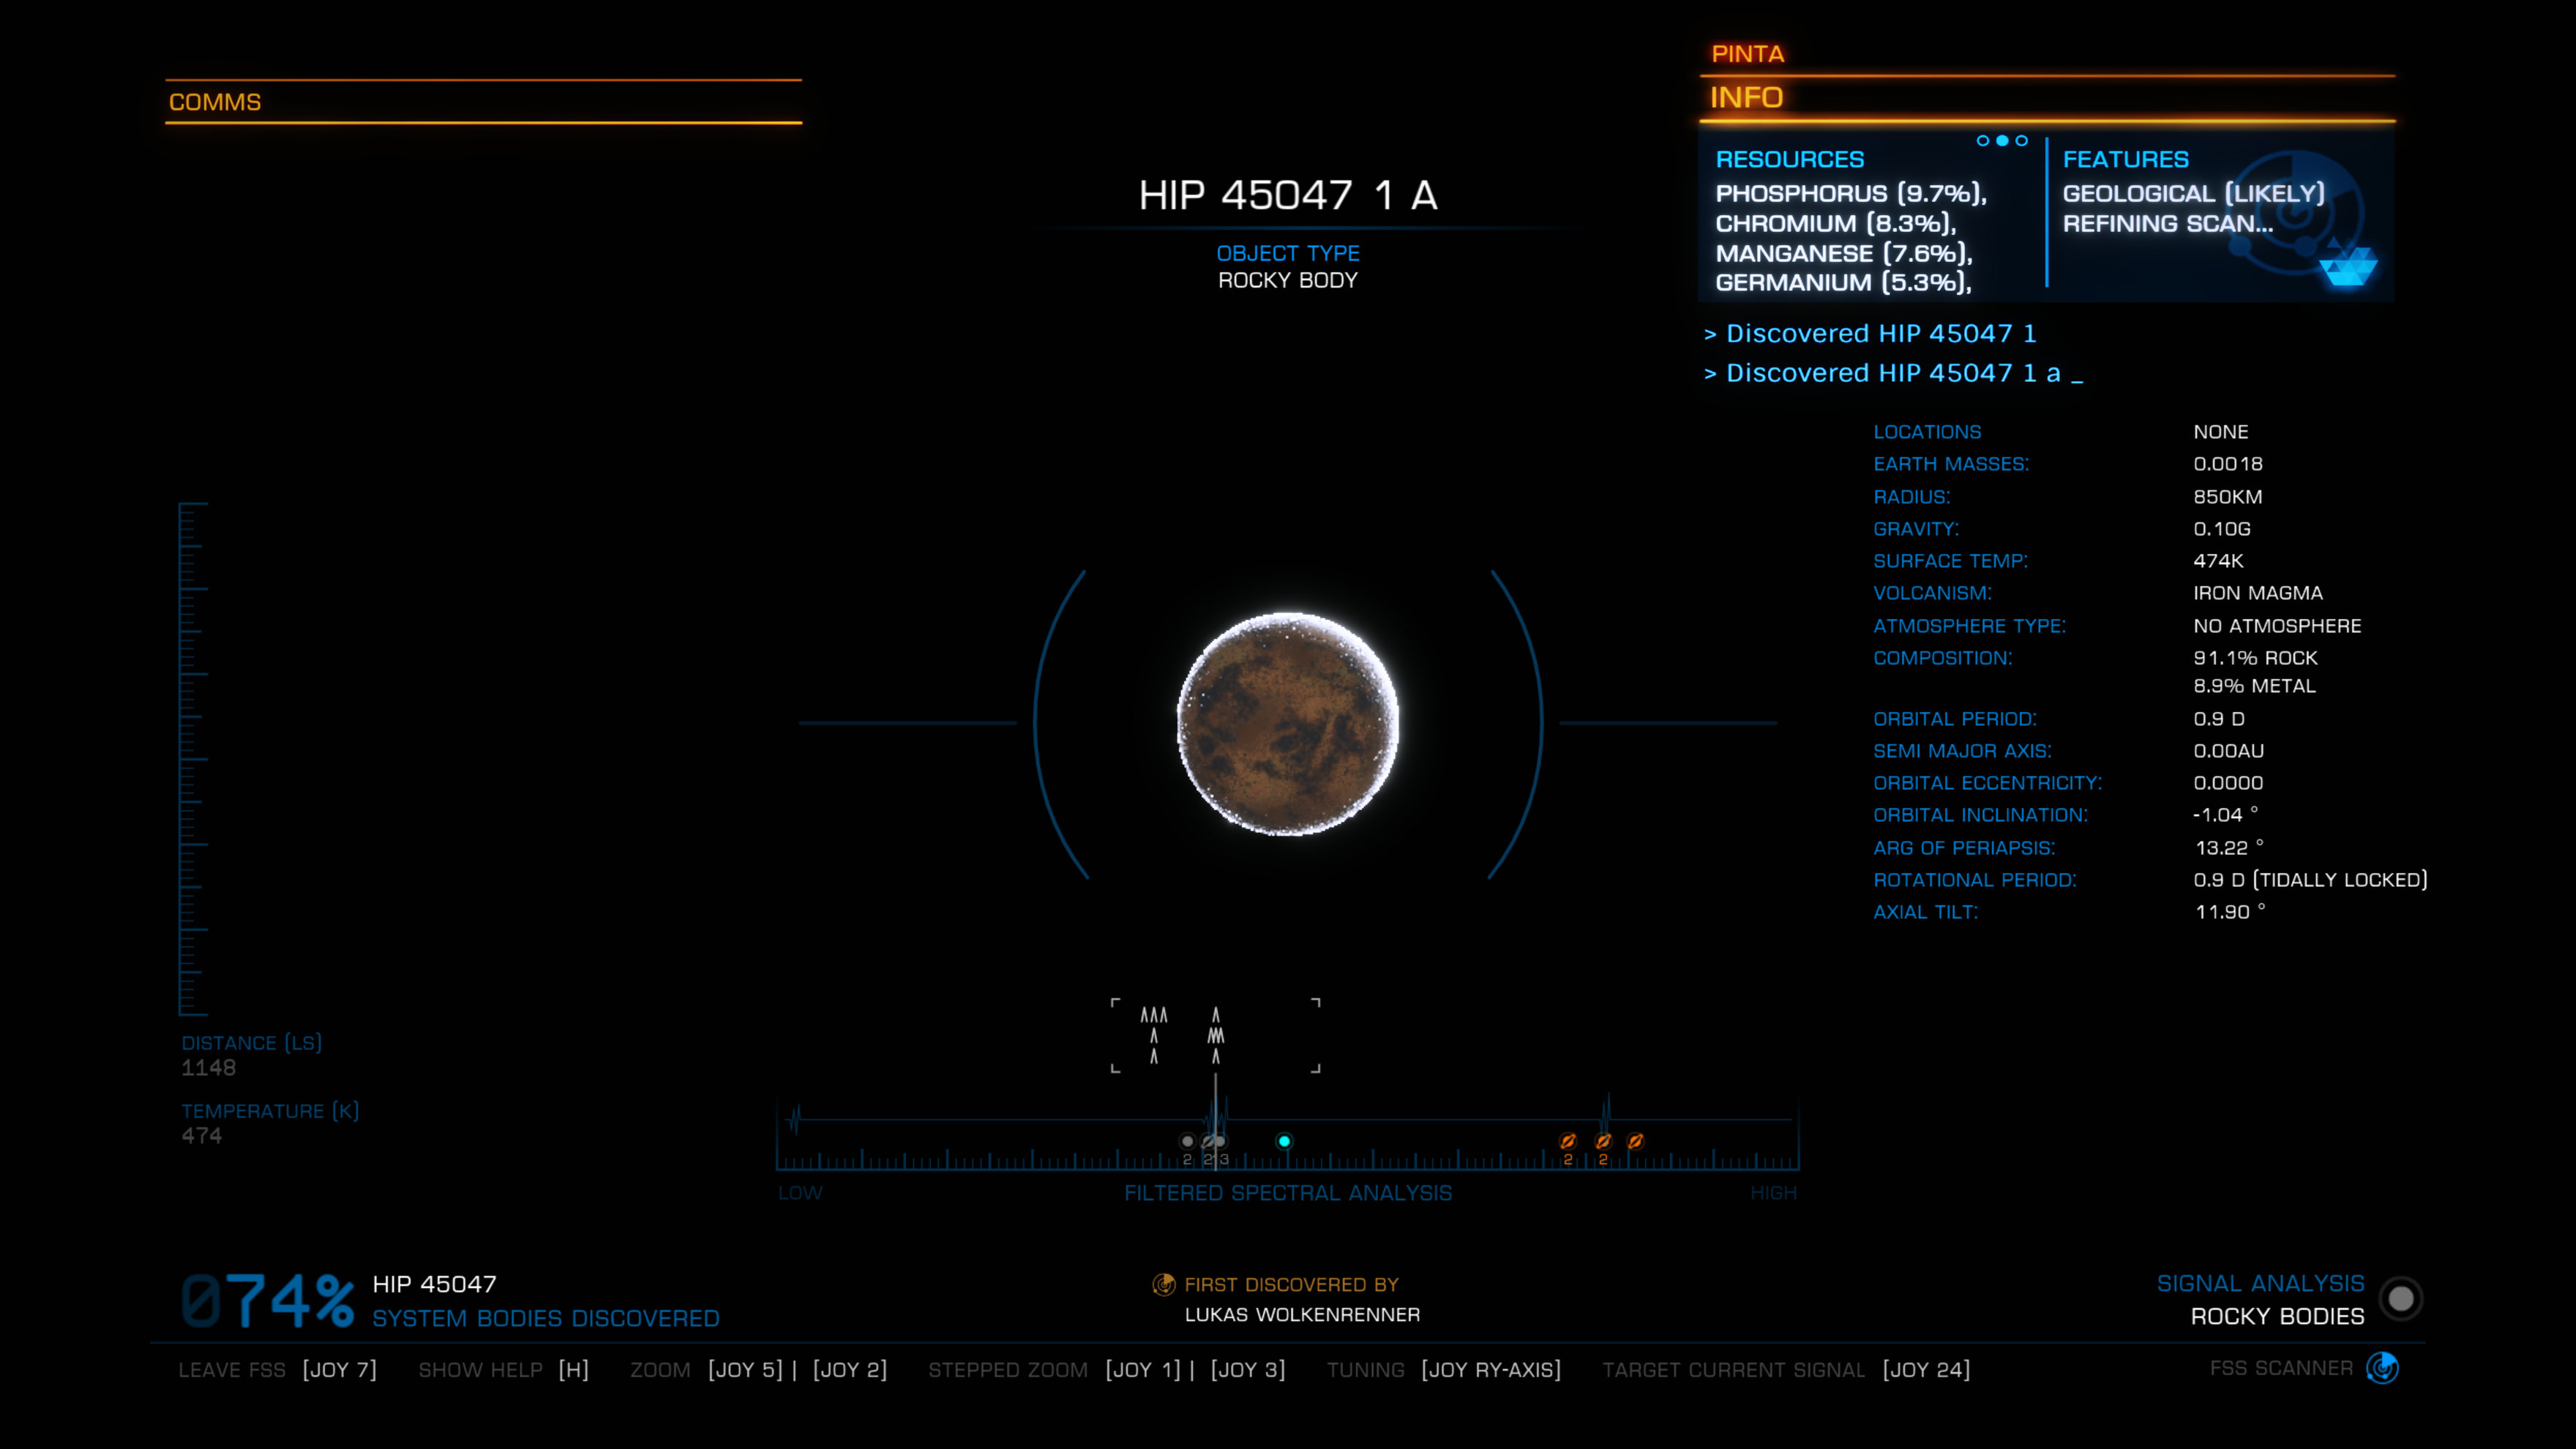 PINTA
COMMS
INFO
HIP 45047 1 A
OBJECT TYPE
ROCKY BODY
RESOURCES
PHOSPHORUS (9.7%),
CHROMIUM (8.3%),
MANGANESE (7.6%),
GERMANIUM (5.3%),
FEATURES
GEOLOGICAL (LIKELY)
REFINING SCAN...
> Discovered HIP 45047 1
> Discovered HIP 45047 1 a _
LOCATIONS NONE
EARTH MASSES: 0.0018
RADIUS: 850KM
GRAVITY: 0.10G
SURFACE TEMP: 474K
VOLCANISM: IRON MAGMA
ATMOSPHERE TYPE: NO ATMOSPHERE
COMPOSITION: 91.1% ROCK
8.9% METAL
ORBITAL PERIOD: 0.9 D
SEMI MAJOR AXIS: 0.00AU
ORBITAL ECCENTRICITY: 0.0000
ORBITAL INCLINATION: -1.04 °
ARG OF PERIAPSIS: 13.22 °
ROTATIONAL PERIOD: 0.9 D (TIDALLY LOCKED)
AXIAL TILT: 11.90 °
DISTANCE (LS)
1148
TEMPERATURE (K)
474
2 2 3 2 2
LOW FILTERED SPECTRAL ANALYSIS HIGH
074%
HIP 45047
SYSTEM BODIES DISCOVERED
FIRST DISCOVERED BY
LUKAS WOLKENRENNER
SIGNAL ANALYSIS
ROCKY BODIES
LEAVE FSS [JOY 7] SHOW HELP [H] ZOOM [JOY 5] | [JOY 2] STEPPED ZOOM [JOY 1] | [JOY 3] TUNING [JOY RY-AXIS] TARGET CURRENT SIGNAL [JOY 24] FSS SCANNER